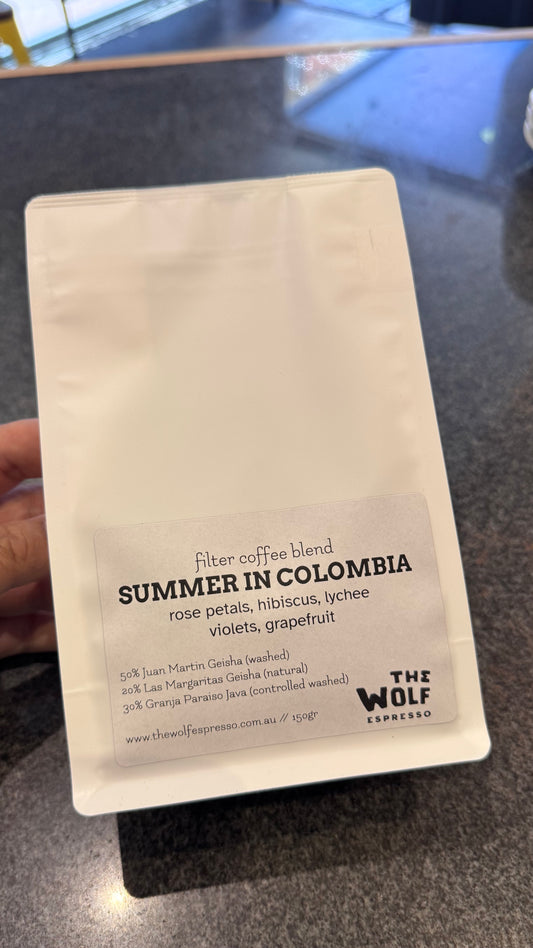 filter coffee blend
SUMMER IN COLOMBIA
rose petals, hibiscus, lychee
violets, grapefruit
50% Juan Martin Geisha (washed)
20% Las Margaritas Geisha (natural)
30% Granja Paraiso Java (controlled washed)
www.thewolfespresso.com.au // 150gr
THE
WOLF
ESPRESSO